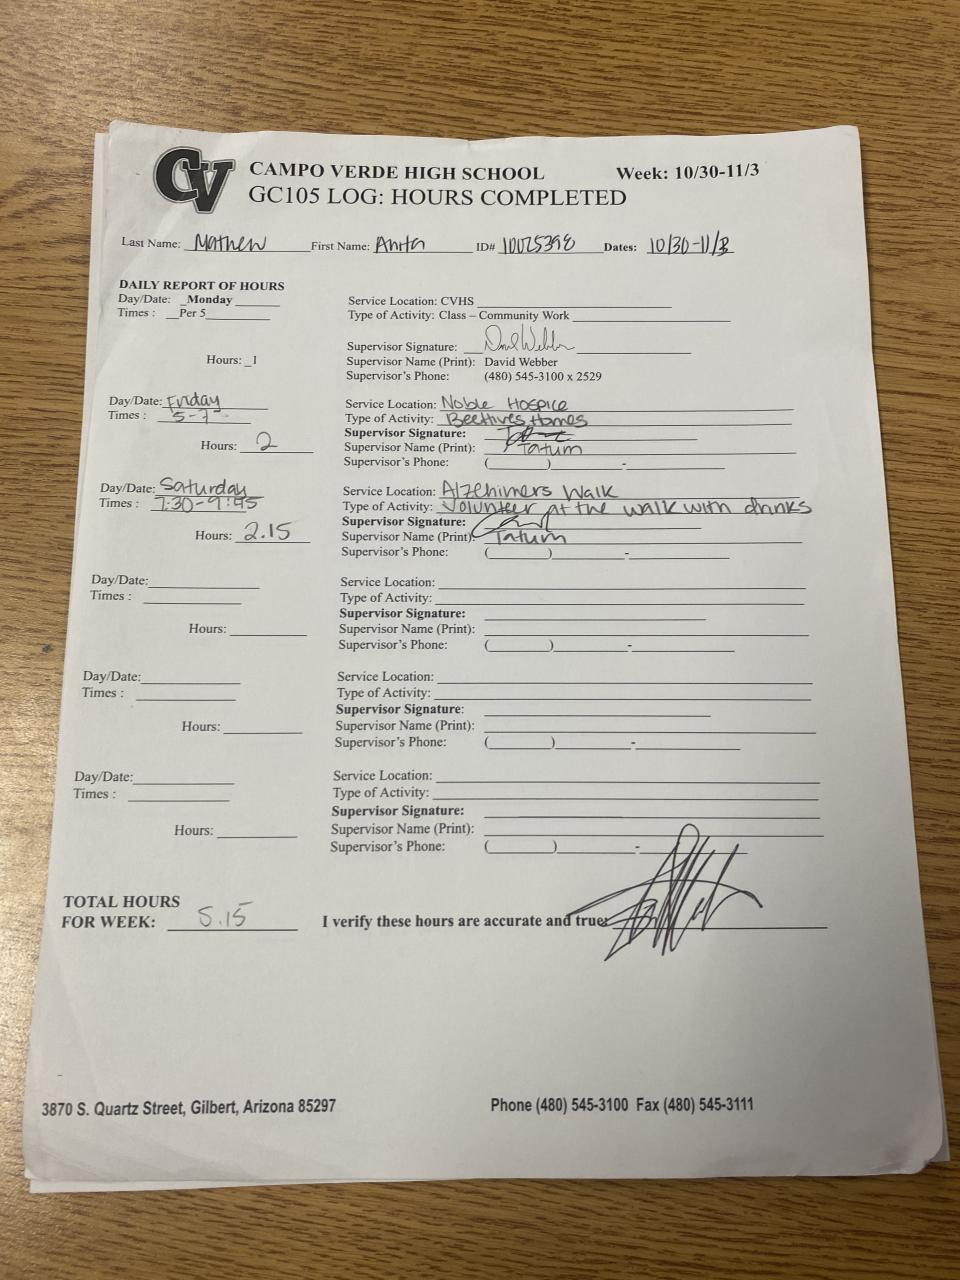 CV
CAMPO VERDE HIGH SCHOOL Week: 10/30-11/3
GC105 LOG: HOURS COMPLETED
Last Name: Mathew First Name: Anita ID# 10025398 Dates: 10/30-11/3
DAILY REPORT OF HOURS
Day/Date: Monday Service Location: CVHS
Times : Per 5 Type of Activity: Class – Community Work
Supervisor Signature: David Webber
Hours: 1 Supervisor Name (Print): David Webber
Supervisor's Phone: (480) 545-3100 x 2529
Day/Date: Friday Service Location: Noble Hospice
Times : 5-7 Type of Activity: BeeHives Homes
Supervisor Signature:
Hours: 2 Supervisor Name (Print): Tatum
Supervisor's Phone: ( ) -
Day/Date: Saturday Service Location: Alzehimers Walk
Times : 7:30-9:45 Type of Activity: Volunteer at the walk with drinks
Supervisor Signature:
Hours: 2.15 Supervisor Name (Print): Tatum
Supervisor's Phone: ( ) -
Day/Date: Service Location:
Times : Type of Activity:
Supervisor Signature:
Hours: Supervisor Name (Print):
Supervisor's Phone: ( ) -
Day/Date: Service Location:
Times : Type of Activity:
Supervisor Signature:
Hours: Supervisor Name (Print):
Supervisor's Phone: ( ) -
Day/Date: Service Location:
Times : Type of Activity:
Supervisor Signature:
Hours: Supervisor Name (Print):
Supervisor's Phone: ( ) -
TOTAL HOURS
FOR WEEK: 5.15 I verify these hours are accurate and true:
3870 S. Quartz Street, Gilbert, Arizona 85297 Phone (480) 545-3100 Fax (480) 545-3111